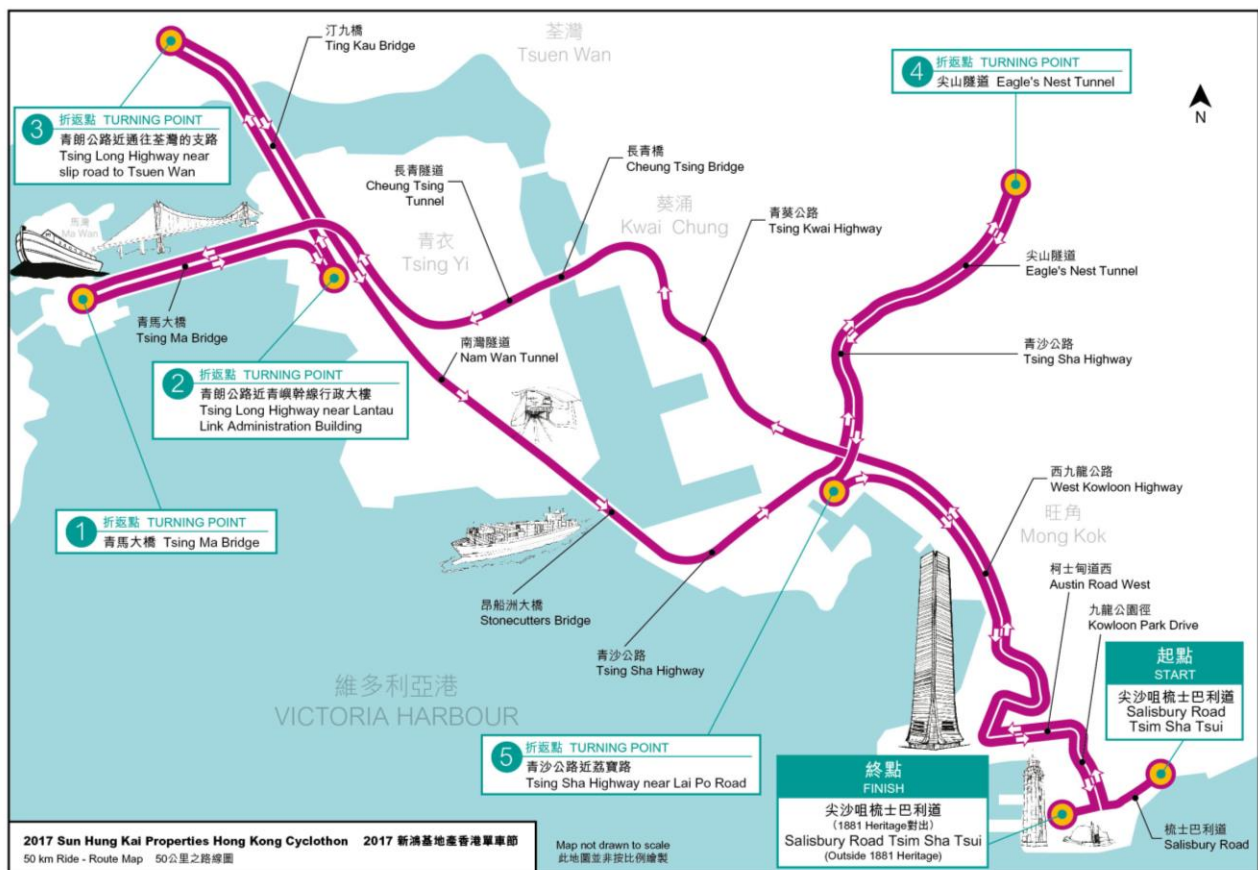 汀九橋
Ting Kau Bridge
荃灣
Tsuen Wan
4
折返點 TURNING POINT
尖山隧道 Eagle's Nest Tunnel
N
3
折返點 TURNING POINT
青朗公路近通往荃灣的支路
Tsing Long Highway near
slip road to Tsuen Wan
長青隧道
Cheung Tsing
Tunnel
長青橋
Cheung Tsing Bridge
葵涌
Kwai Chung
青葵公路
Tsing Kwai Highway
馬灣
Ma Wan
青衣
Tsing Yi
尖山隧道
Eagle's Nest Tunnel
青馬大橋
Tsing Ma Bridge
南灣隧道
Nam Wan Tunnel
青沙公路
Tsing Sha Highway
2
折返點 TURNING POINT
青朗公路近青嶼幹線行政大樓
Tsing Long Highway near Lantau
Link Administration Building
西九龍公路
West Kowloon Highway
旺角
Mong Kok
1
折返點 TURNING POINT
青馬大橋 Tsing Ma Bridge
柯士甸道西
Austin Road West
九龍公園徑
Kowloon Park Drive
昂船洲大橋
Stonecutters Bridge
青沙公路
Tsing Sha Highway
起點
START
尖沙咀梳士巴利道
Salisbury Road
Tsim Sha Tsui
維多利亞港
VICTORIA HARBOUR
5
折返點 TURNING POINT
青沙公路近荔寶路
Tsing Sha Highway near Lai Po Road
終點
FINISH
尖沙咀梳士巴利道
（1881 Heritage對出）
Salisbury Road Tsim Sha Tsui
(Outside 1881 Heritage)
梳士巴利道
Salisbury Road
2017 Sun Hung Kai Properties Hong Kong Cyclothon 2017 新鴻基地產香港單車節
50 km Ride - Route Map 50公里之路線圖
Map not drawn to scale
此地圖並非按比例繪製